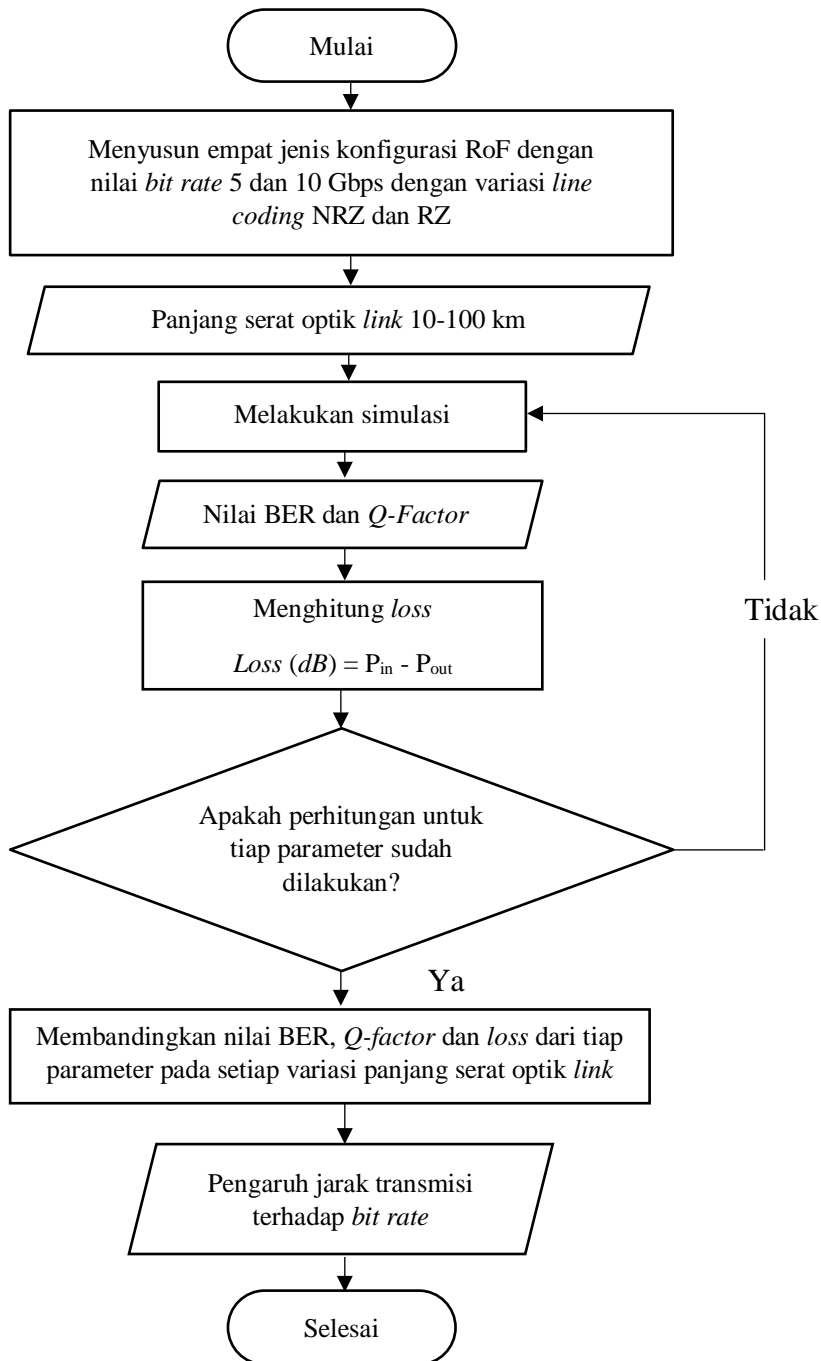 Mulai
Menyusun empat jenis konfigurasi RoF dengan
nilai bit rate 5 dan 10 Gbps dengan variasi line
coding NRZ dan RZ
Panjang serat optik link 10-100 km
Melakukan simulasi
Nilai BER dan Q-Factor
Menghitung loss
Loss (dB) = Pin - Pout
Tidak
Apakah perhitungan untuk
tiap parameter sudah
dilakukan?
Ya
Membandingkan nilai BER, Q-factor dan loss dari tiap
parameter pada setiap variasi panjang serat optik link
Pengaruh jarak transmisi
terhadap bit rate
Selesai